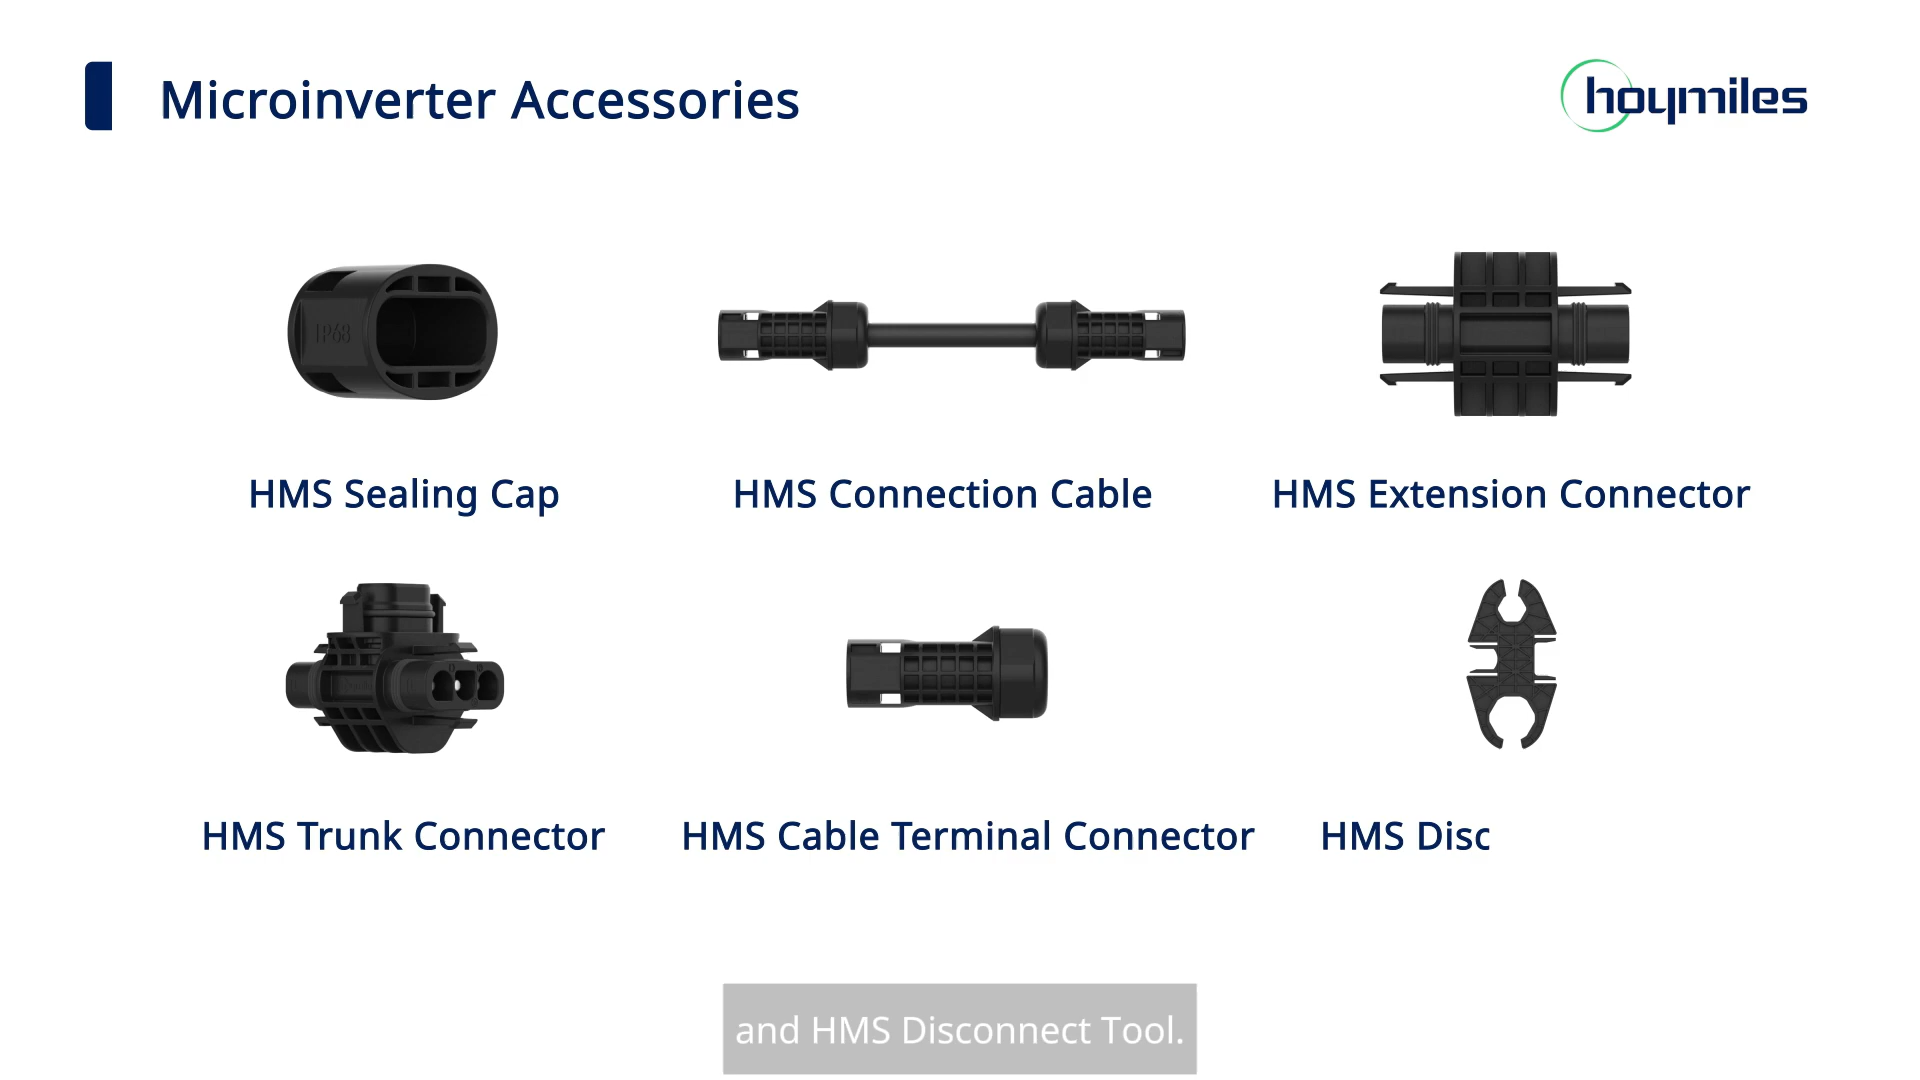 Microinverter Accessories
hoymiles
IP68
HMS Sealing Cap
HMS Connection Cable
HMS Extension Connector
HMS Trunk Connector
HMS Cable Terminal Connector
HMS Disc
and HMS Disconnect Tool.